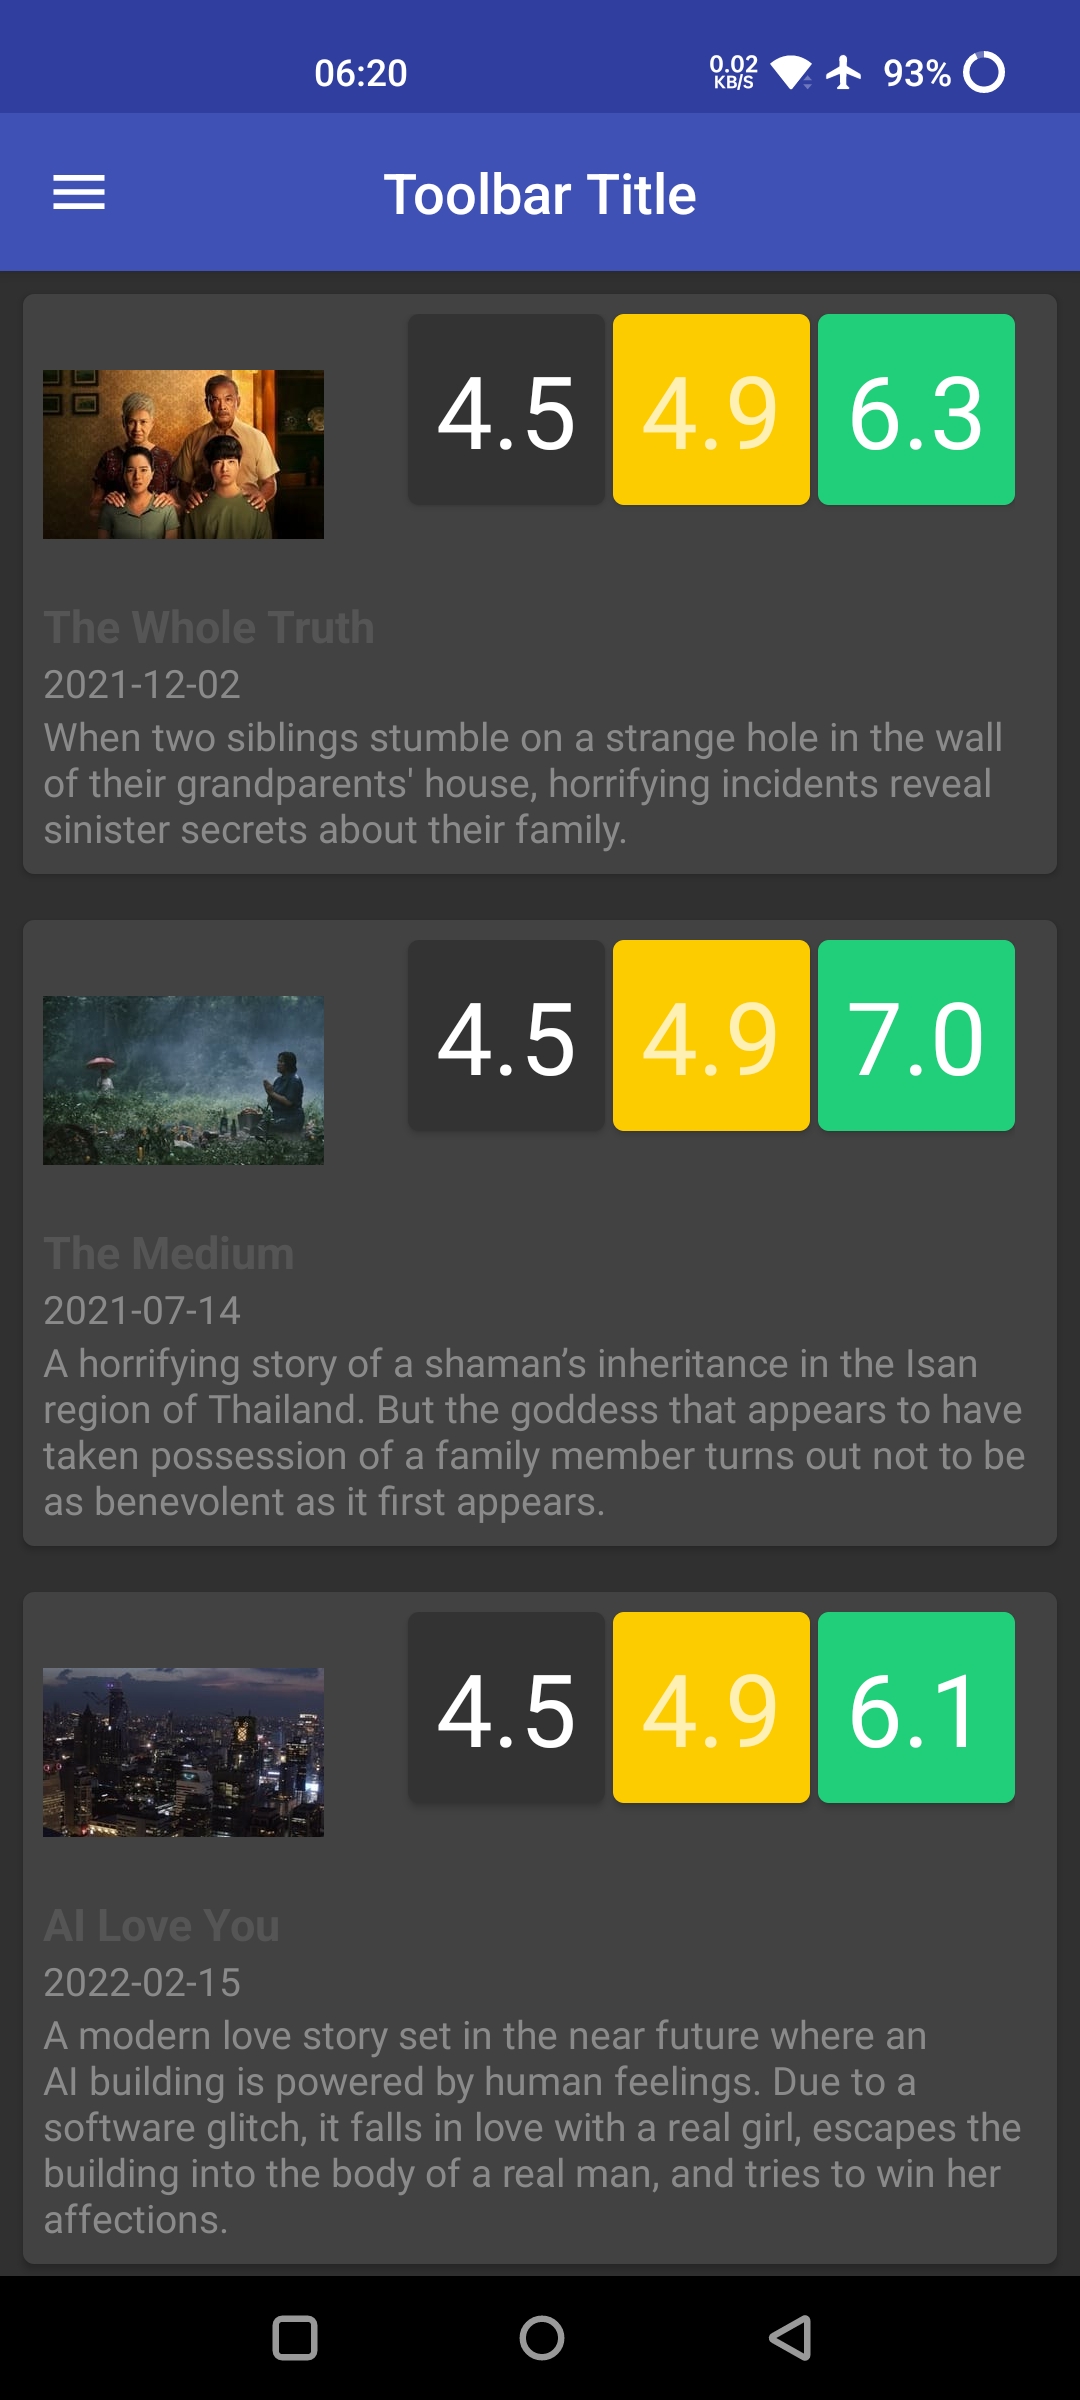 06:20
0.02
KB/S
93%
Toolbar Title
4.5
4.9
6.3
The Whole Truth
2021-12-02
When two siblings stumble on a strange hole in the wall
of their grandparents' house, horrifying incidents reveal
sinister secrets about their family.
4.5
4.9
7.0
The Medium
2021-07-14
A horrifying story of a shaman’s inheritance in the Isan
region of Thailand. But the goddess that appears to have
taken possession of a family member turns out not to be
as benevolent as it first appears.
4.5
4.9
6.1
AI Love You
2022-02-15
A modern love story set in the near future where an
AI building is powered by human feelings. Due to a
software glitch, it falls in love with a real girl, escapes the
building into the body of a real man, and tries to win her
affections.